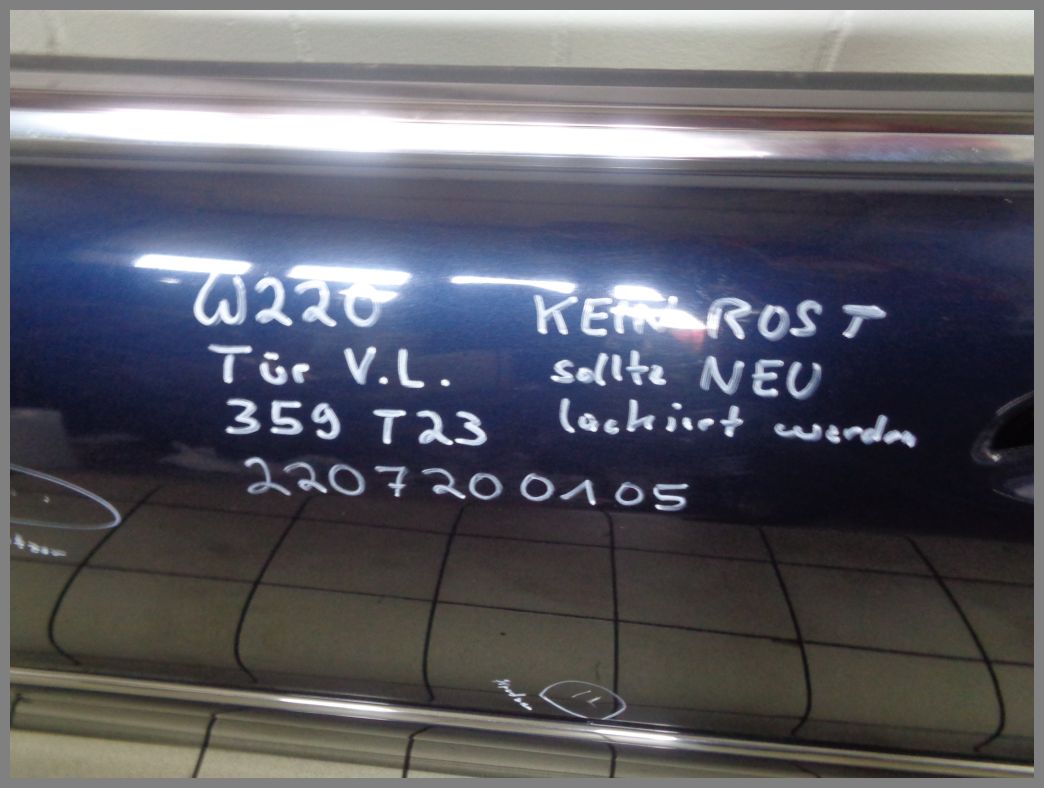 W220
Tür V.L.
359 T23
2207200105
KEIN ROST
sollte NEU
lackiert werden